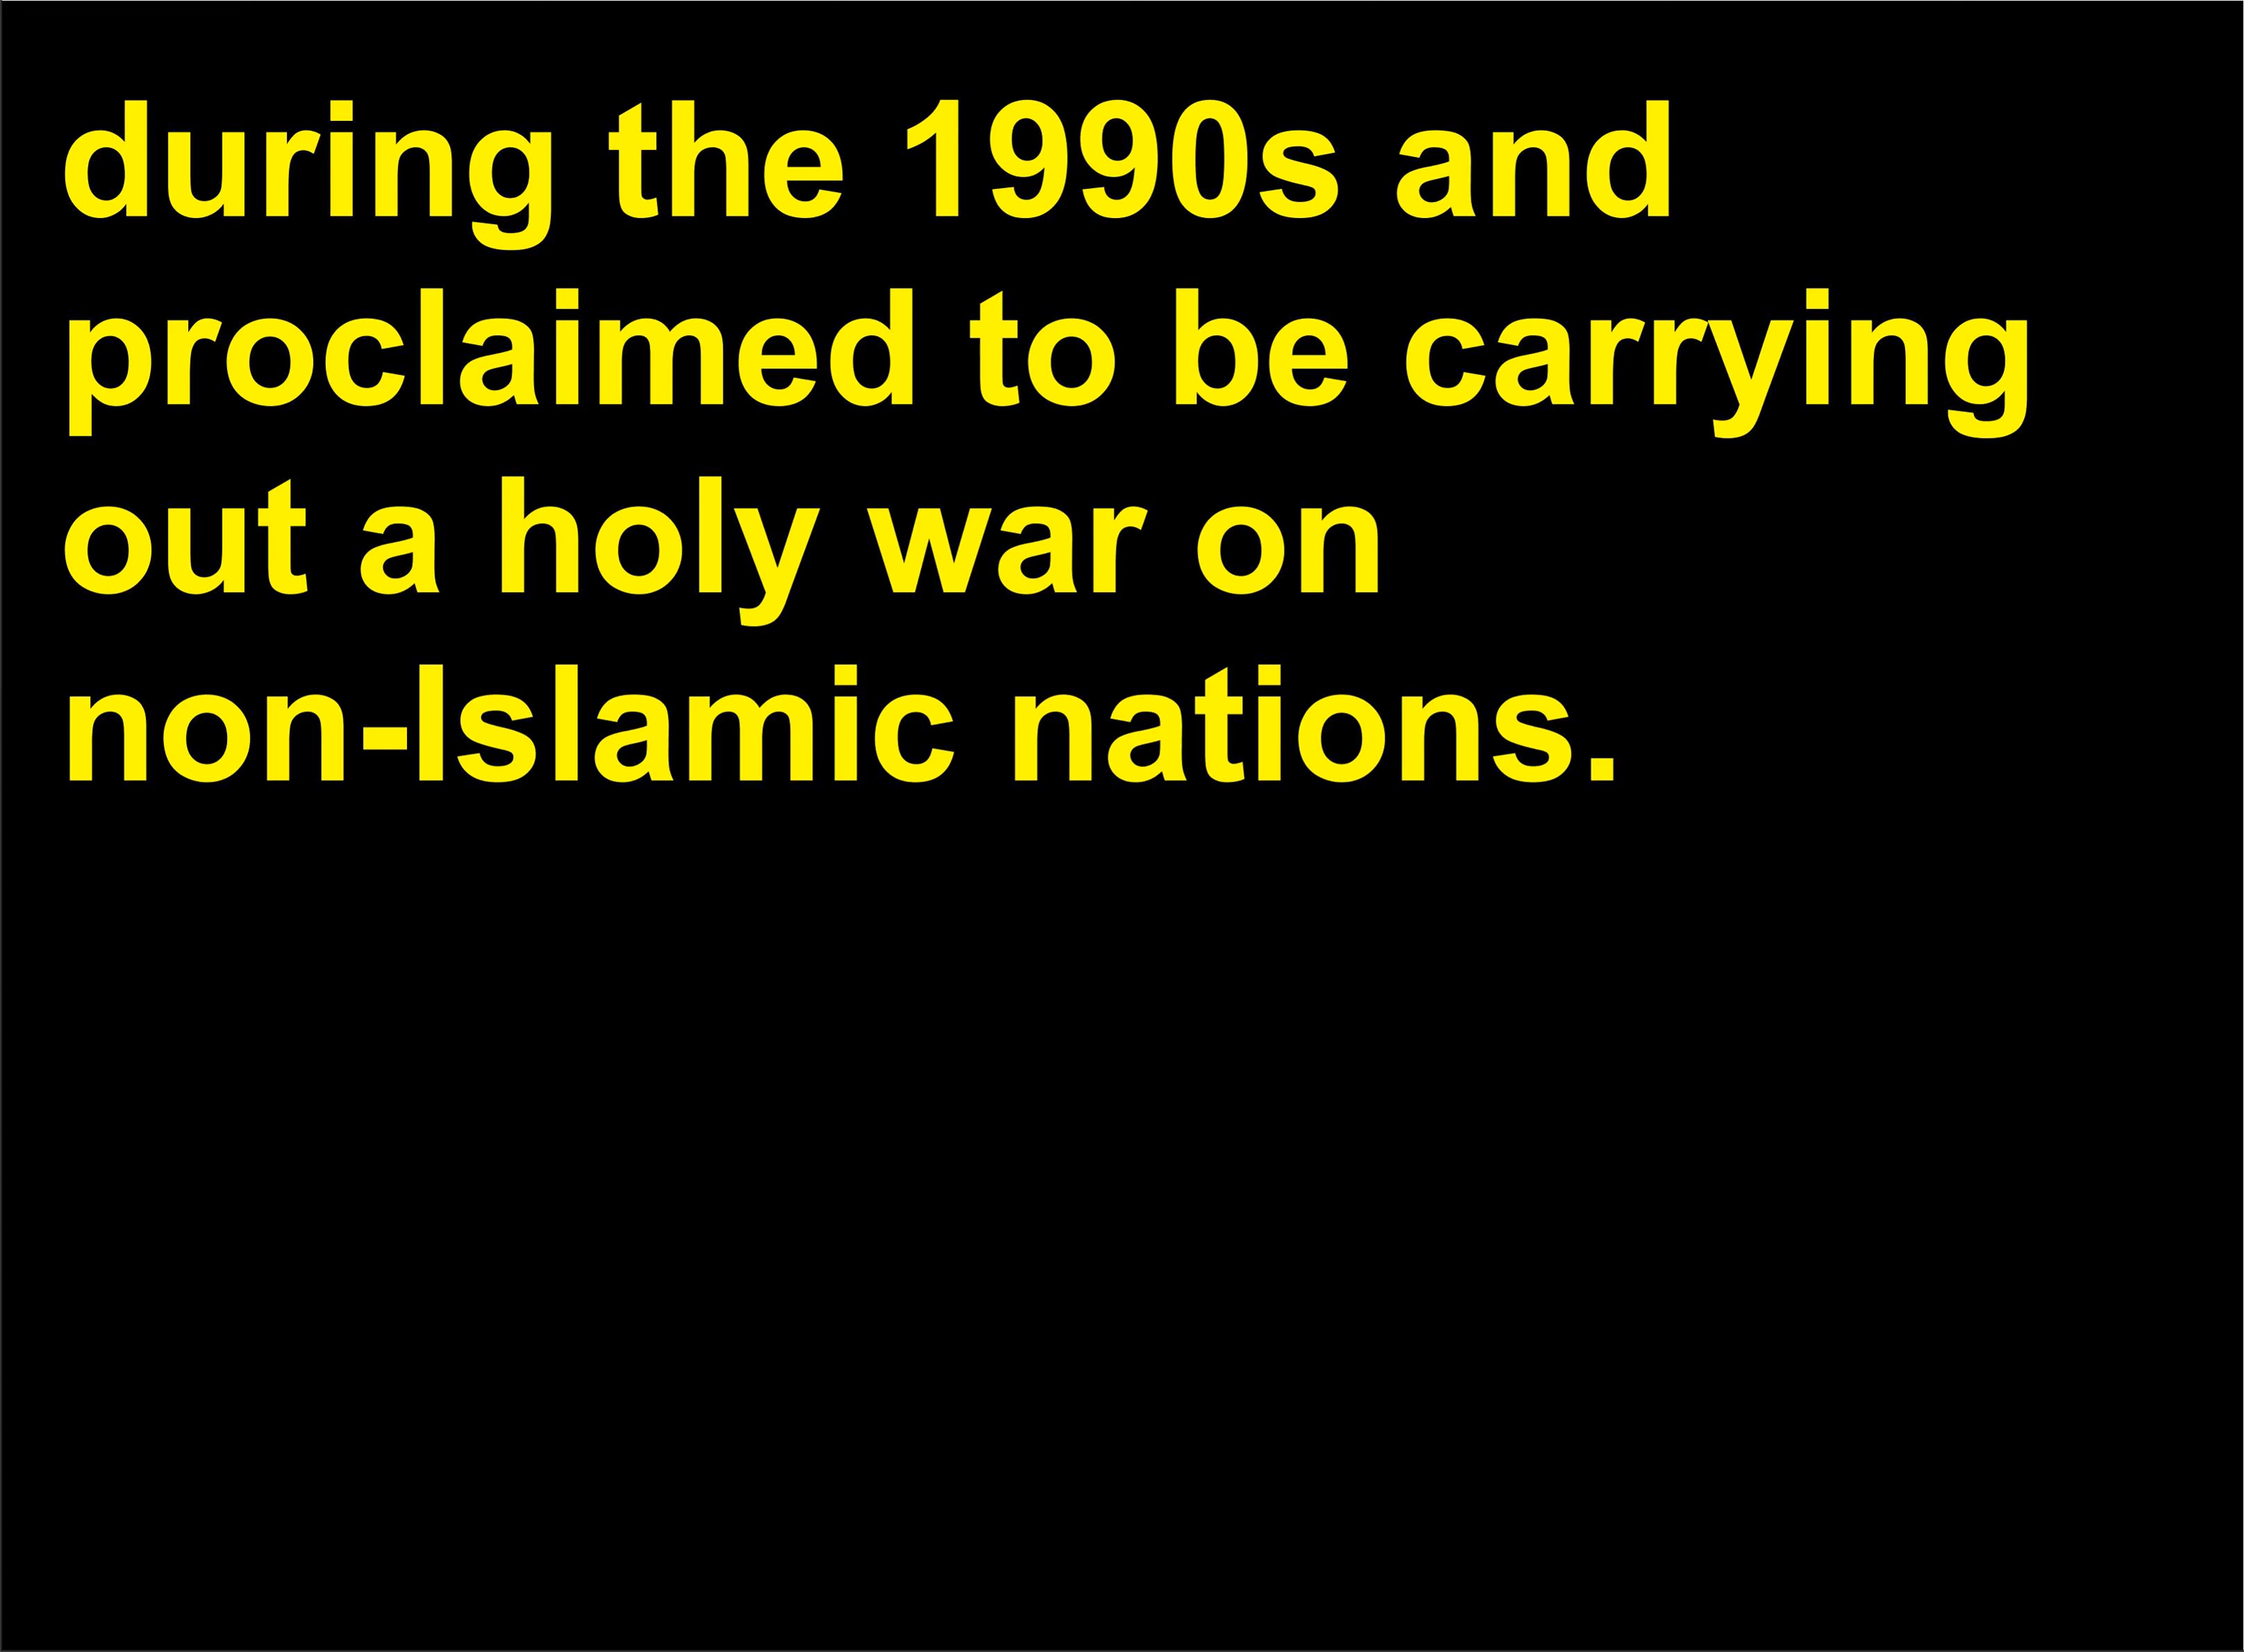 during the 1990s and
proclaimed to be carrying
out a holy war on
non-Islamic nations.